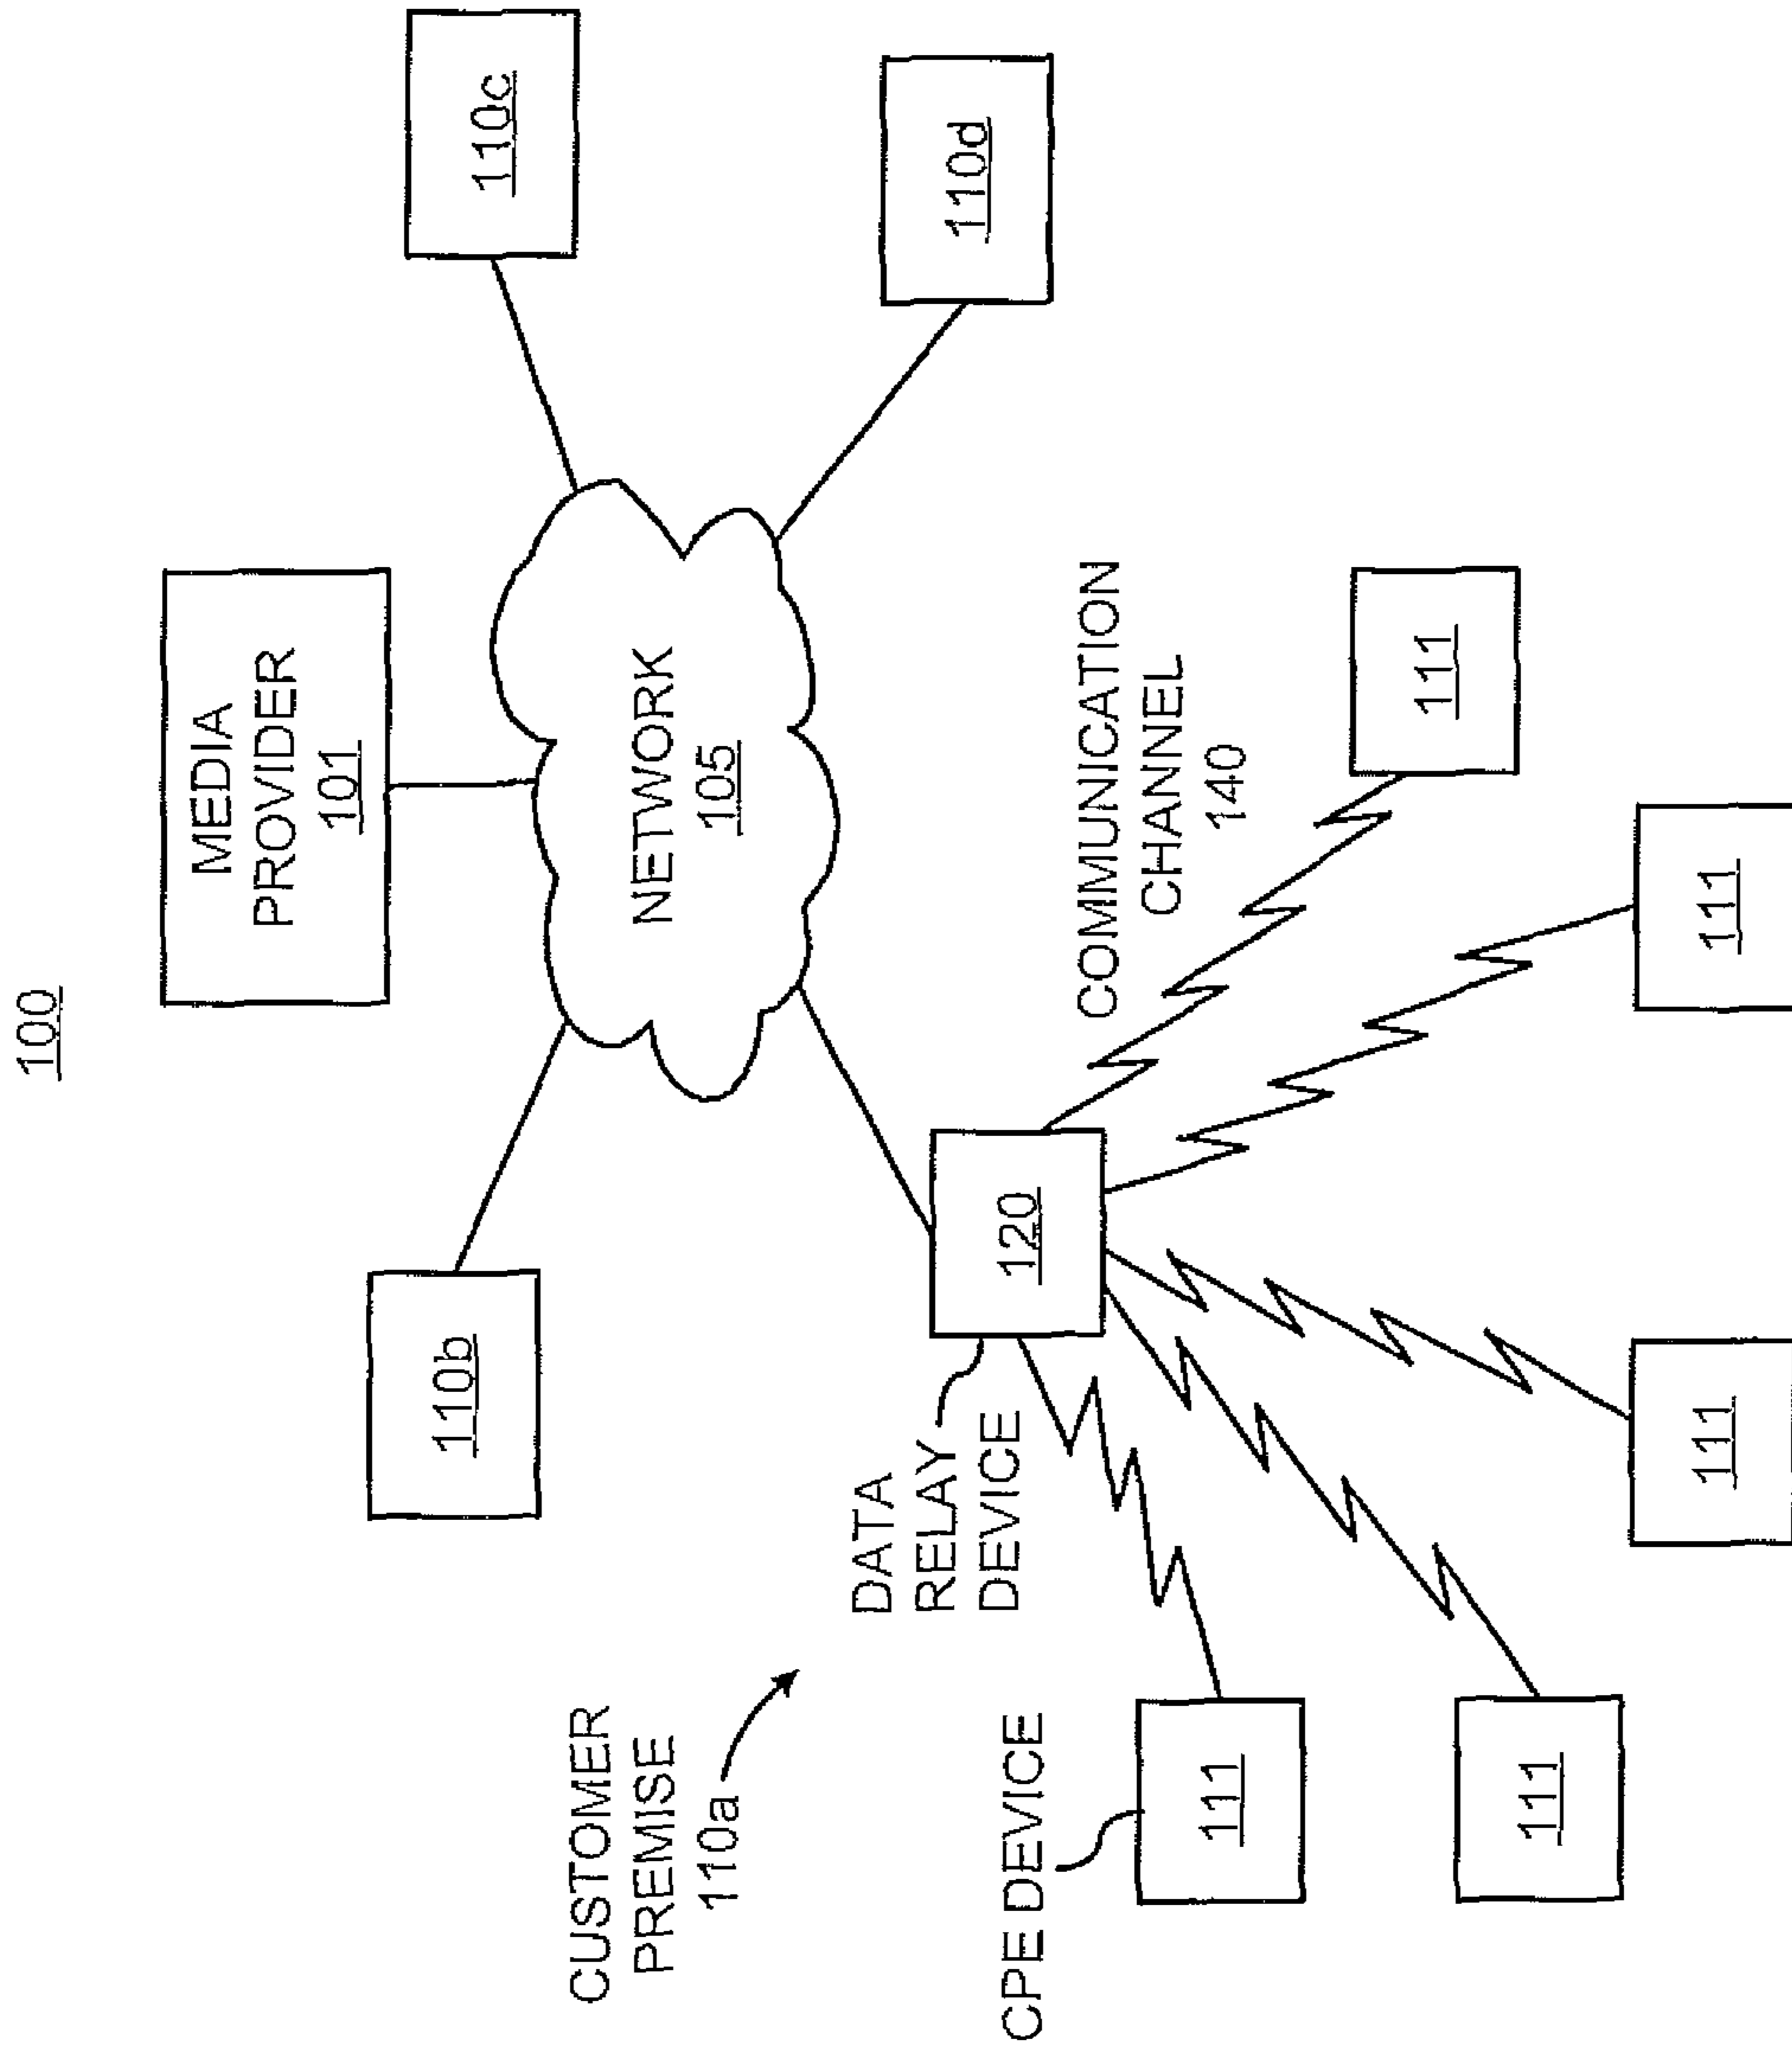 100
MEDIA
PROVIDER
101
110b
110c
NETWORK
105
110d
CUSTOMER
PREMISE
110a
DATA
RELAY
DEVICE
120
COMMUNICATION
CHANNEL
140
CPE DEVICE
111
111
111
111
111